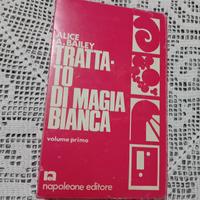 ALICE
A. BAILEY
TRATTA-
TO
DI MAGIA
BIANCA
volume primo
napoleone editore